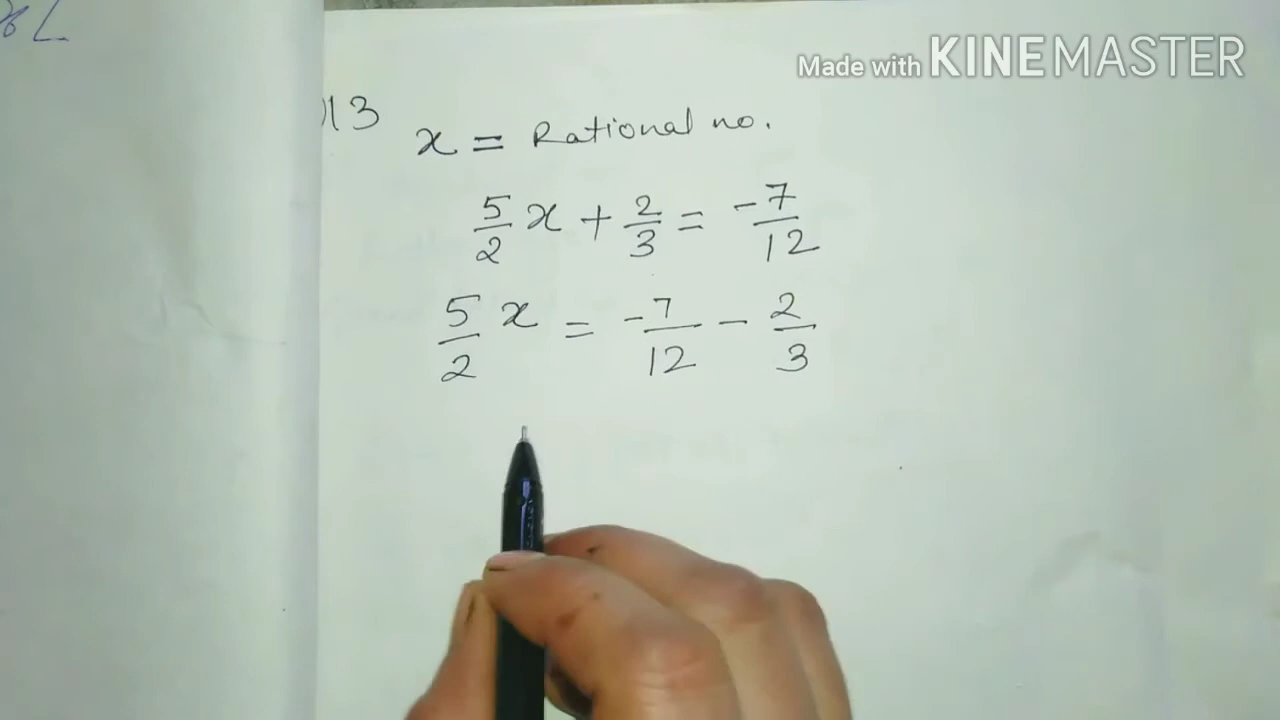 Made with KINEMASTER
13
x = Rational no.
5/2 x + 2/3 = -7/12
5/2 x = -7/12 - 2/3